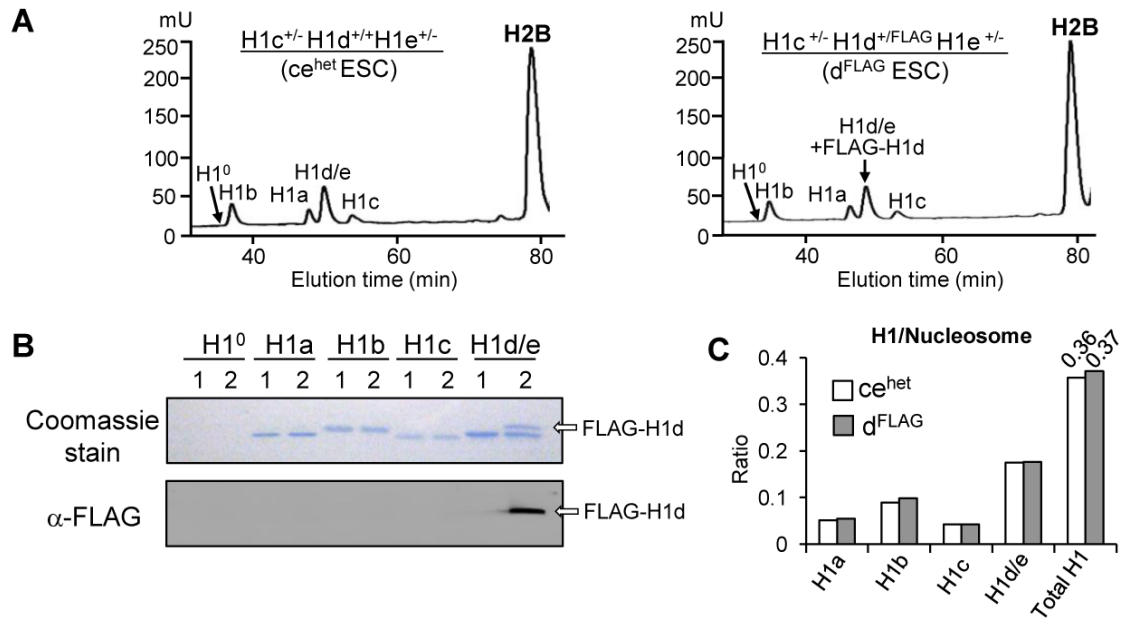 A
mU
H1c+/- H1d+/+H1e+/-
(cehet ESC)
H2B
250
200
150
100
50
0
H1⁰
H1b
H1a
H1d/e
H1c
40 60 80
Elution time (min)
mU
H1c +/- H1d+/FLAG H1e +/-
(dFLAG ESC)
H2B
250
200
150
100
50
0
H1d/e
+FLAG-H1d
H1⁰
H1b
H1a
H1c
40 60 80
Elution time (min)
B
H1⁰ H1a H1b H1c H1d/e
1 2 1 2 1 2 1 2 1 2
Coomassie
stain
FLAG-H1d
α-FLAG
FLAG-H1d
C
H1/Nucleosome
0.36
0.37
cehet
dFLAG
Ratio
0.4
0.3
0.2
0.1
0
H1a
H1b
H1c
H1d/e
Total H1